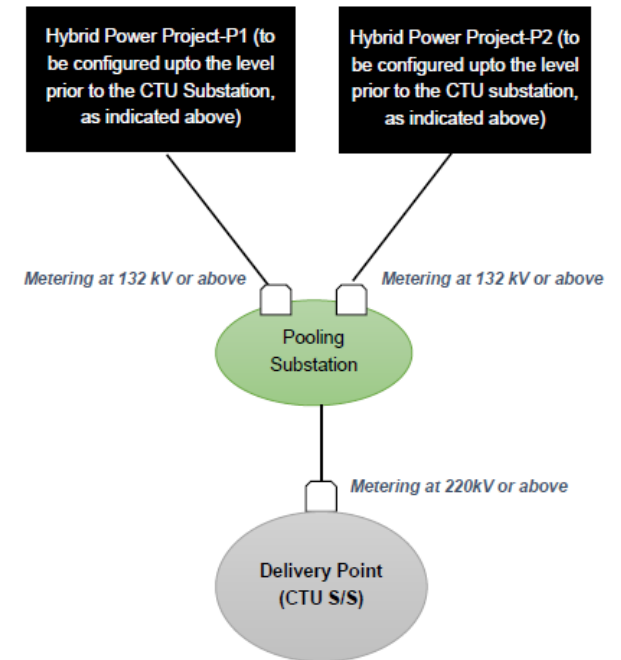 Hybrid Power Project-P1 (to
be configured upto the level
prior to the CTU Substation,
as indicated above)
Hybrid Power Project-P2 (to
be configured upto the level
prior to the CTU substation,
as indicated above)
Metering at 132 kV or above
Metering at 132 kV or above
Pooling
Substation
Metering at 220kV or above
Delivery Point
(CTU S/S)